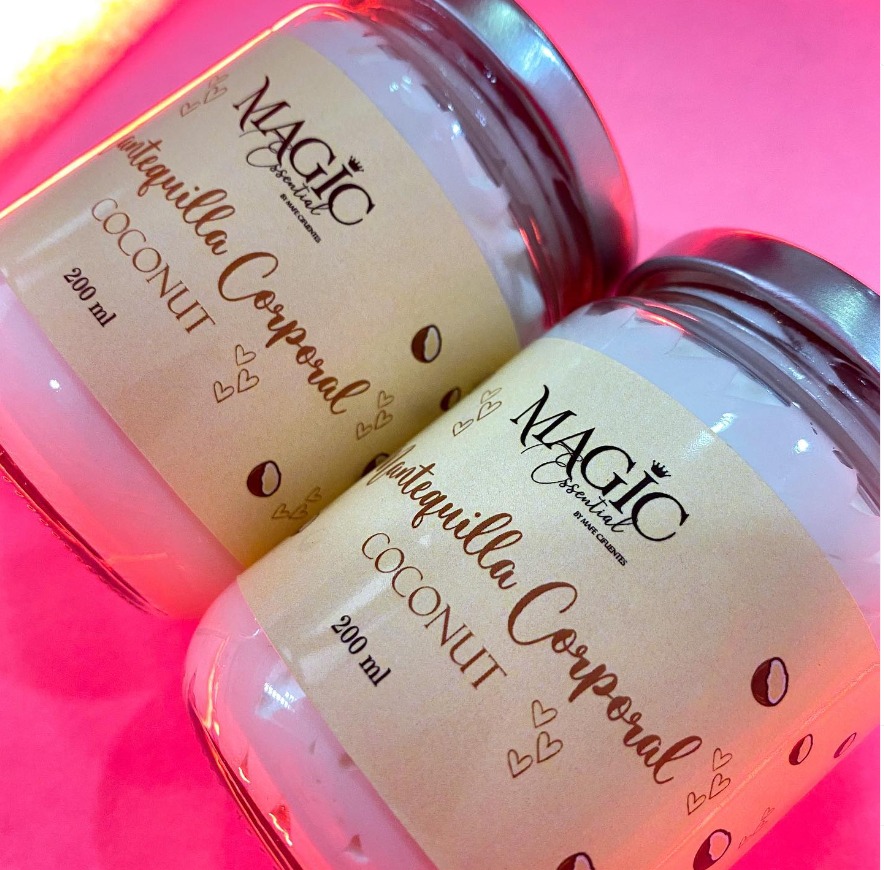 MAGIC
Essential
BY MAFE CIFUENTES
Mantequilla Corporal
COCONUT
200 ml
MAGIC
Essential
BY MAFE CIFUENTES
Mantequilla Corporal
COCONUT
200 ml